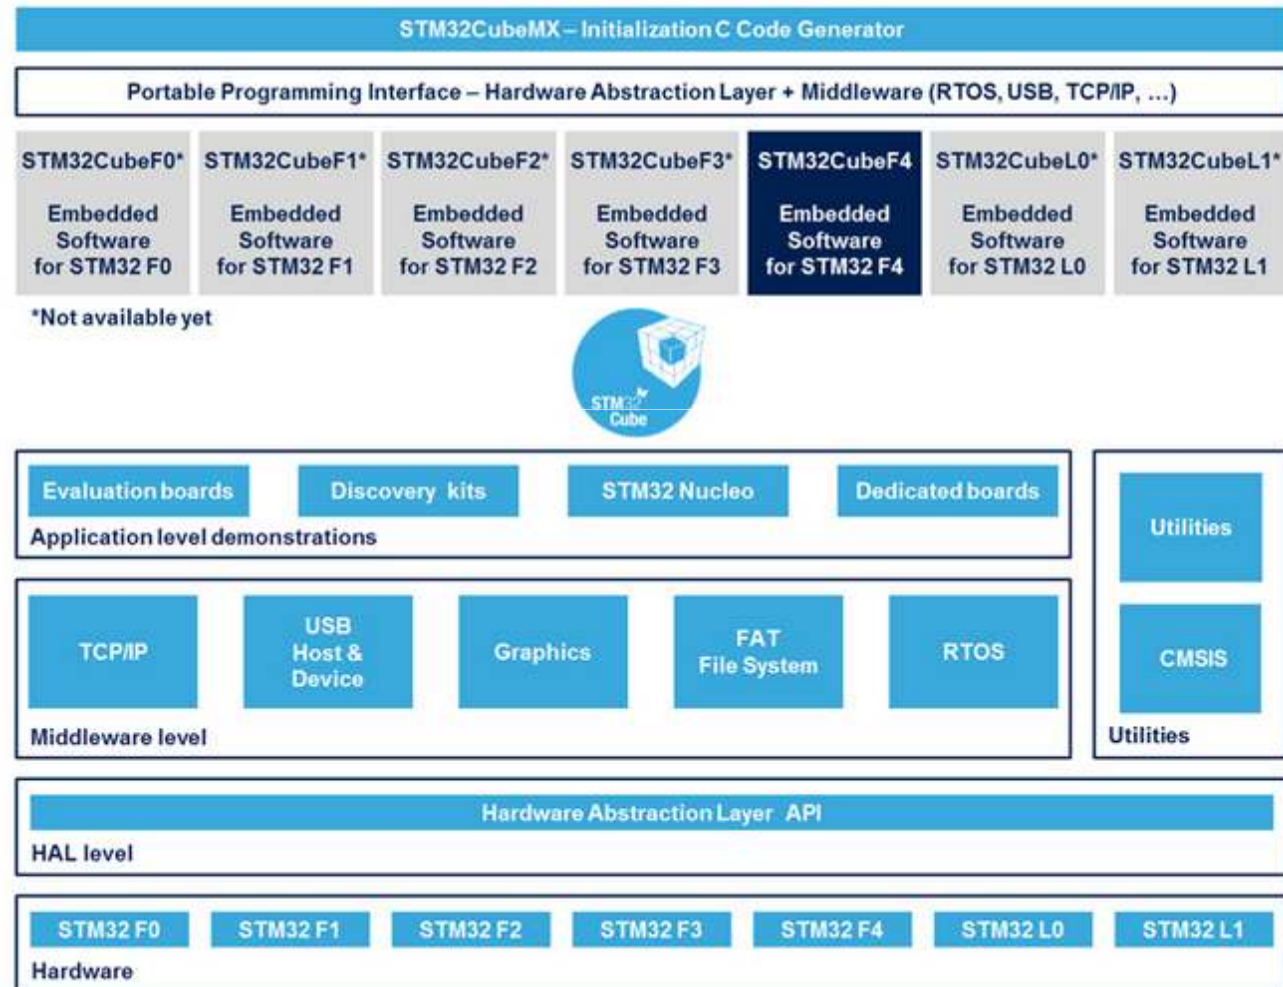 STM32CubeMX – Initialization C Code Generator
Portable Programming Interface – Hardware Abstraction Layer + Middleware (RTOS, USB, TCP/IP, ...)
STM32CubeF0*
Embedded
Software
for STM32 F0
STM32CubeF1*
Embedded
Software
for STM32 F1
STM32CubeF2*
Embedded
Software
for STM32 F2
STM32CubeF3*
Embedded
Software
for STM32 F3
STM32CubeF4
Embedded
Software
for STM32 F4
STM32CubeL0*
Embedded
Software
for STM32 L0
STM32CubeL1*
Embedded
Software
for STM32 L1
*Not available yet
STM32
Cube
Evaluation boards
Discovery kits
STM32 Nucleo
Dedicated boards
Application level demonstrations
TCP/IP
USB
Host &
Device
Graphics
FAT
File System
RTOS
Middleware level
Utilities
CMSIS
Utilities
Hardware Abstraction Layer API
HAL level
STM32 F0
STM32 F1
STM32 F2
STM32 F3
STM32 F4
STM32 L0
STM32 L1
Hardware